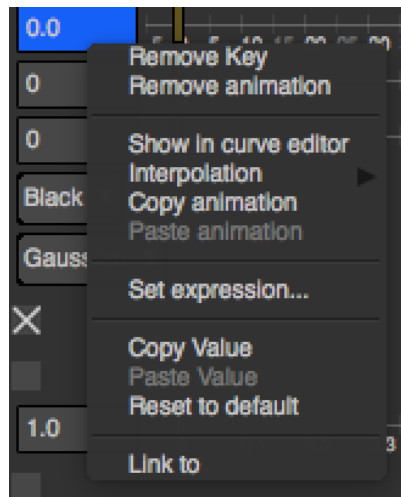 0.0
Remove Key
0
Remove animation
0
Show in curve editor
Interpolation
Black
Copy animation
Paste animation
Gauss
Set expression...
Copy Value
Paste Value
Reset to default
1.0
Link to